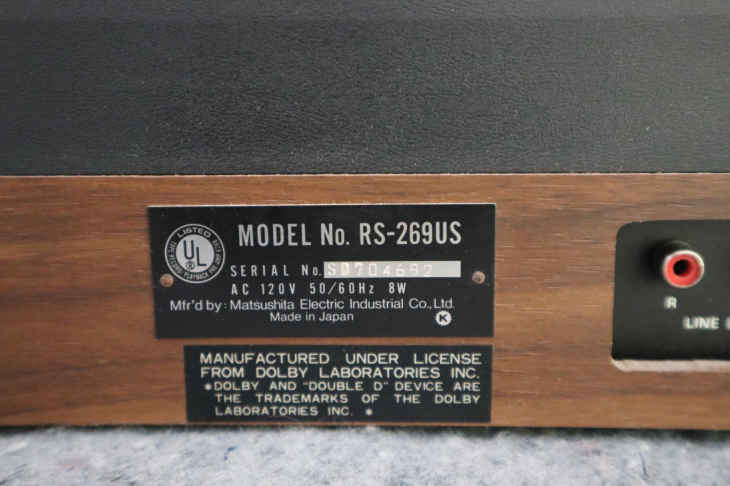 LISTED
UL
MODEL No. RS-269US
SERIAL No. SD704692
AC 120V 50/60Hz 8W
Mfr'd by: Matsushita Electric Industrial Co., Ltd.
Made in Japan
K
MANUFACTURED UNDER LICENSE
FROM DOLBY LABORATORIES INC.
*DOLBY AND "DOUBLE D" DEVICE ARE
THE TRADEMARKS OF THE DOLBY
LABORATORIES INC. *
R
LINE